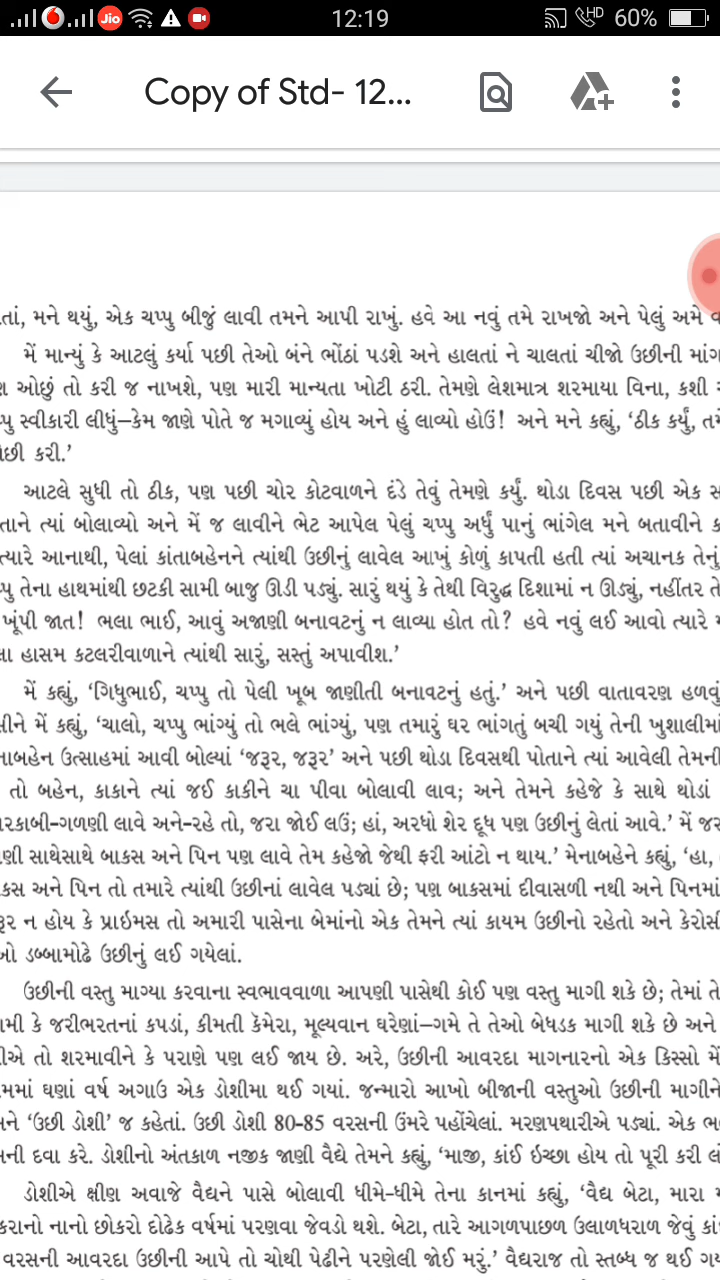 12:19
HD 60%
Copy of Std- 12...
Jio
મને થયું, એક ચપ્પુ બીજું લાવી તમને આપી રાખું. હવે આ નવું તમે રાખજો અને પેલું અમે
મેં માન્યું કે આટલું કર્યા પછી તેઓ બંને ભોંઠાં પડશે અને હાલતાં ને ચાલતાં ચીજો ઉછીની
ઓછું તો કરી જ નાખશે, પણ મારી માન્યતા ખોટી ઠરી. તેમણે લેશમાત્ર શરમાયા વિના, કશી
સ્વીકારી લીધું–કેમ જાણે પોતે જ મગાવ્યું હોય અને હું લાવ્યો હોઉં! અને મને કહ્યું, ‘ઠીક કર્યું,
કરી.’
આટલે સુધી તો ઠીક, પણ પછી ચોર કોટવાળને દંડે તેવું તેમણે કર્યું. થોડા દિવસ પછી એક
ત્યાં બોલાવ્યો અને મેં જ લાવીને ભેટ આપેલ પેલું ચપ્પુ અર્ધું પાનું ભાંગેલ મને બતાવીને
ત્યારે આનાથી, પેલાં કાંતાબહેનને ત્યાંથી ઉછીનું લાવેલ આખું કોળું કાપતી હતી ત્યાં અચાનક તેનું
તેના હાથમાંથી છટકી સામી બાજુ ઊડી પડ્યું. સારું થયું કે તેથી વિરુદ્ધ દિશામાં ન ઊડ્યું, નહીંતર
ખૂંપી જાત! ભલા ભાઈ, આવું અજાણી બનાવટનું ન લાવ્યા હોત તો? હવે નવું લઈ આવો ત્યારે
હાસમ કટલરીવાળાને ત્યાંથી સારું, સસ્તું અપાવીશ.’
મેં કહ્યું, ‘ગિધુભાઈ, ચપ્પુ તો પેલી ખૂબ જાણીતી બનાવટનું હતું.’ અને પછી વાતાવરણ હળવું
મેં કહ્યું, ‘ચાલો, ચપ્પુ ભાંગ્યું તો ભલે ભાંગ્યું, પણ તમારું ઘર ભાંગતું બચી ગયું તેની ખુશાલીમાં
ઉત્સાહમાં આવી બોલ્યાં ‘જરૂર, જરૂર’ અને પછી થોડા દિવસથી પોતાને ત્યાં આવેલી તેમની
તો બહેન, કાકાને ત્યાં જઈ કાકીને ચા પીવા બોલાવી લાવ; અને તેમને કહેજે કે સાથે થોડાં
લાવે અને-રહે તો, જરા જોઈ લઉં; હાં, અરધો શેર દૂધ પણ ઉછીનું લેતાં આવે.’ મેં
સાથેસાથે બાકસ અને પિન પણ લાવે તેમ કહેજો જેથી ફરી આંટો ન થાય.’ મેનાબહેને કહ્યું, ‘હા,
અને પિન તો તમારે ત્યાંથી ઉછીનાં લાવેલ પડ્યાં છે; પણ બાકસમાં દીવાસળી નથી અને પિનમાં
ન હોય કે પ્રાઇમસ તો અમારી પાસેના બેમાંનો એક તેમને ત્યાં કાયમ ઉછીનો રહેતો અને
ડબ્બામોઢે ઉછીનું લઈ ગયેલાં.
ઉછીની વસ્તુ માગ્યા કરવાના સ્વભાવવાળા આપણી પાસેથી કોઈ પણ વસ્તુ માગી શકે છે; તેમાં
કે જરીભરતનાં કપડાં, કીમતી કૅમેરા, મૂલ્યવાન ઘરેણાં–ગમે તે તેઓ બેધડક માગી શકે છે અને
તો શરમાવીને કે પરાણે પણ લઈ જાય છે. અરે, ઉછીની આવરદા માગનારનો એક કિસ્સો મેં
ઘણાં વર્ષ અગાઉ એક ડોશીમા થઈ ગયાં. જન્મારો આખો બીજાની વસ્તુઓ ઉછીની માગીને
‘ઉછી ડોશી’ જ કહેતાં. ઉછી ડોશી 80-85 વરસની ઉંમરે પહોંચેલાં. મરણપથારીએ પડ્યાં. એક
દવા કરે. ડોશીનો અંતકાળ નજીક જાણી વૈદ્યે તેમને કહ્યું, ‘માજી, કાંઈ ઇચ્છા હોય તો પૂરી કરી
ડોશીએ ક્ષીણ અવાજે વૈદ્યને પાસે બોલાવી ધીમે-ધીમે તેના કાનમાં કહ્યું, ‘વૈદ્ય બેટા, મારા
નાનો છોકરો દોઢેક વર્ષમાં પરણવા જેવડો થશે. બેટા, તારે આગળપાછળ ઉલાળધરાળ જેવું
વરસની આવરદા ઉછીની આપે તો ચોથી પેઢીને પરણેલી જોઈ મરું.’ વૈદ્યરાજ તો સ્તબ્ધ જ થઈ